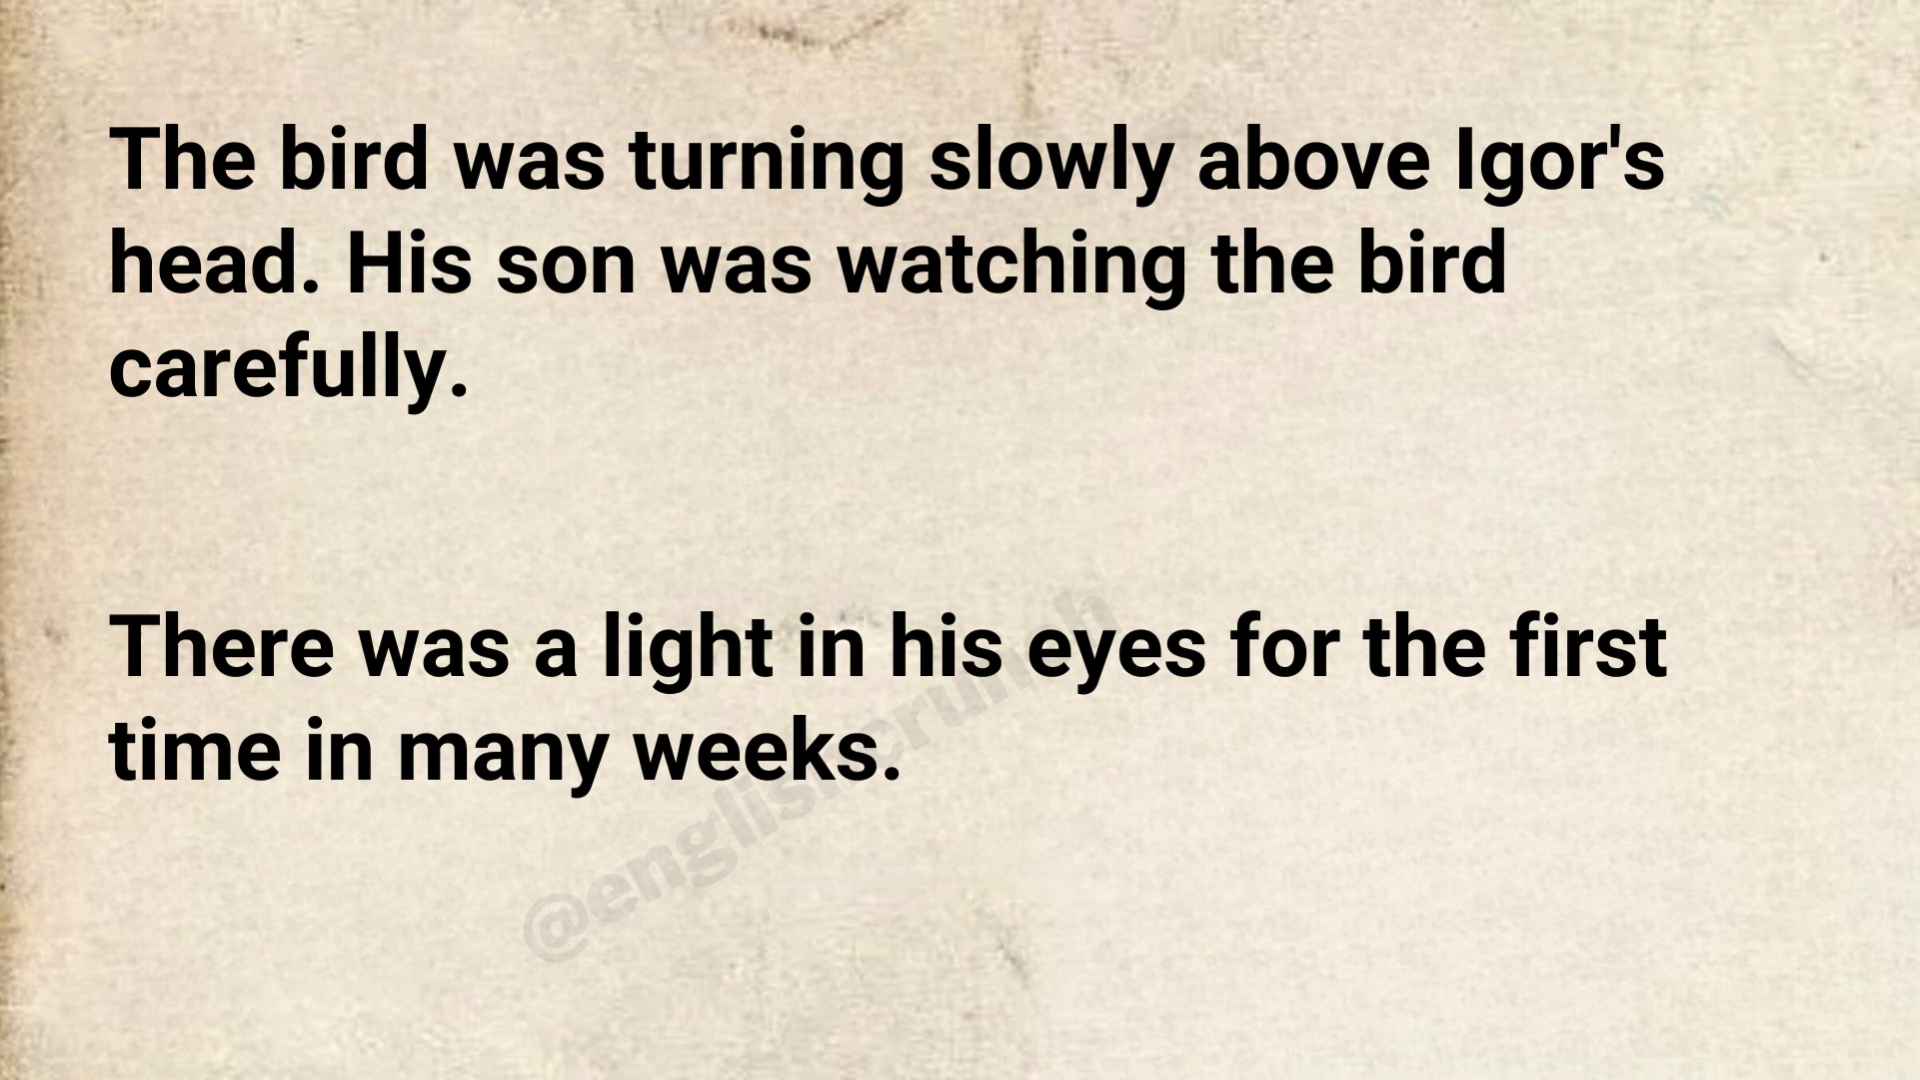 The bird was turning slowly above Igor's
head. His son was watching the bird
carefully.
There was a light in his eyes for the first
time in many weeks.
@englishcrunch